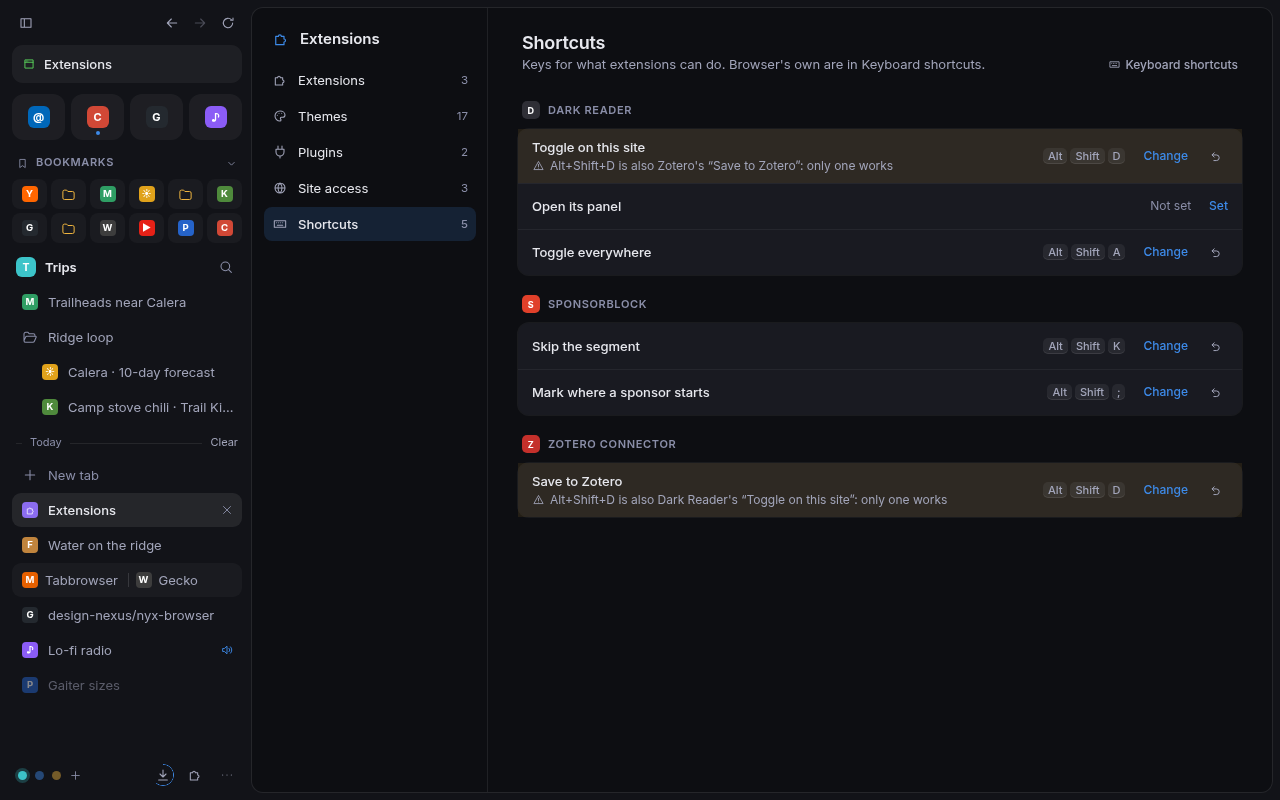 Extensions
@
C
G
BOOKMARKS
Y
M
K
G
W
P
C
T Trips
M Trailheads near Calera
Ridge loop
Calera · 10-day forecast
K Camp stove chili · Trail Ki...
Today
Clear
New tab
Extensions
F Water on the ridge
M Tabbrowser
W Gecko
G design-nexus/nyx-browser
Lo-fi radio
P Gaiter sizes
Extensions
Extensions 3
Themes 17
Plugins 2
Site access 3
Shortcuts 5
Shortcuts
Keys for what extensions can do. Browser's own are in Keyboard shortcuts.
Keyboard shortcuts
D DARK READER
Toggle on this site
Alt+Shift+D is also Zotero's “Save to Zotero”: only one works
Alt Shift D Change
Open its panel
Not set Set
Toggle everywhere
Alt Shift A Change
S SPONSORBLOCK
Skip the segment
Alt Shift K Change
Mark where a sponsor starts
Alt Shift ; Change
Z ZOTERO CONNECTOR
Save to Zotero
Alt+Shift+D is also Dark Reader's “Toggle on this site”: only one works
Alt Shift D Change